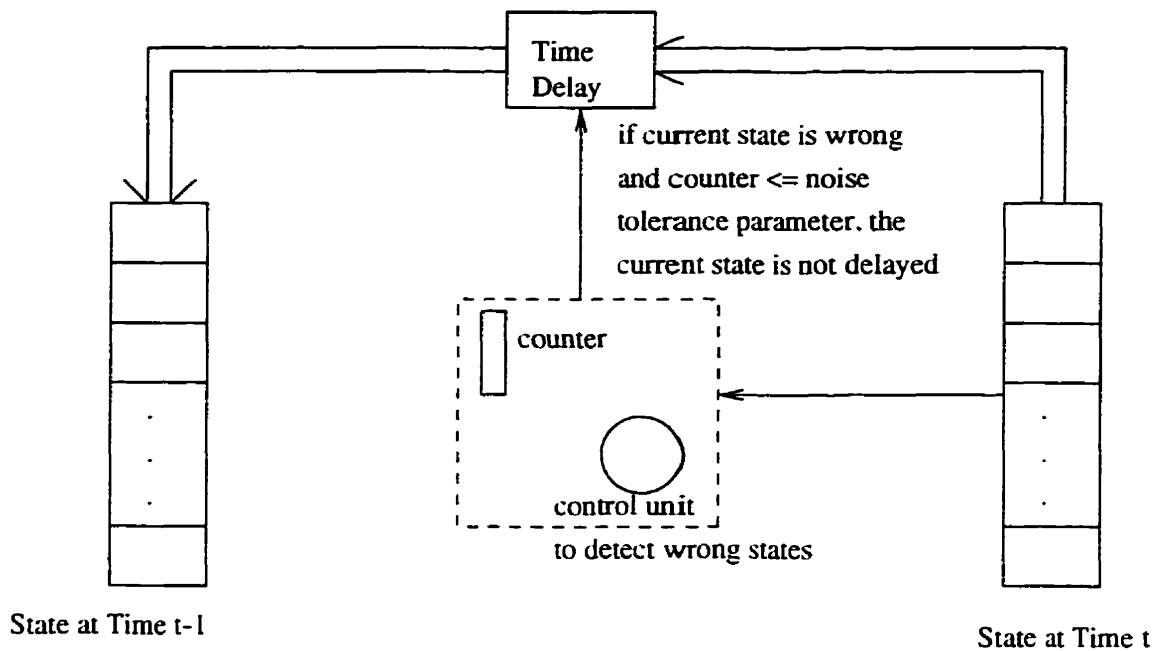 Time
Delay
if current state is wrong
and counter <= noise
tolerance parameter. the
current state is not delayed
counter
control unit
to detect wrong states
State at Time t-1
State at Time t